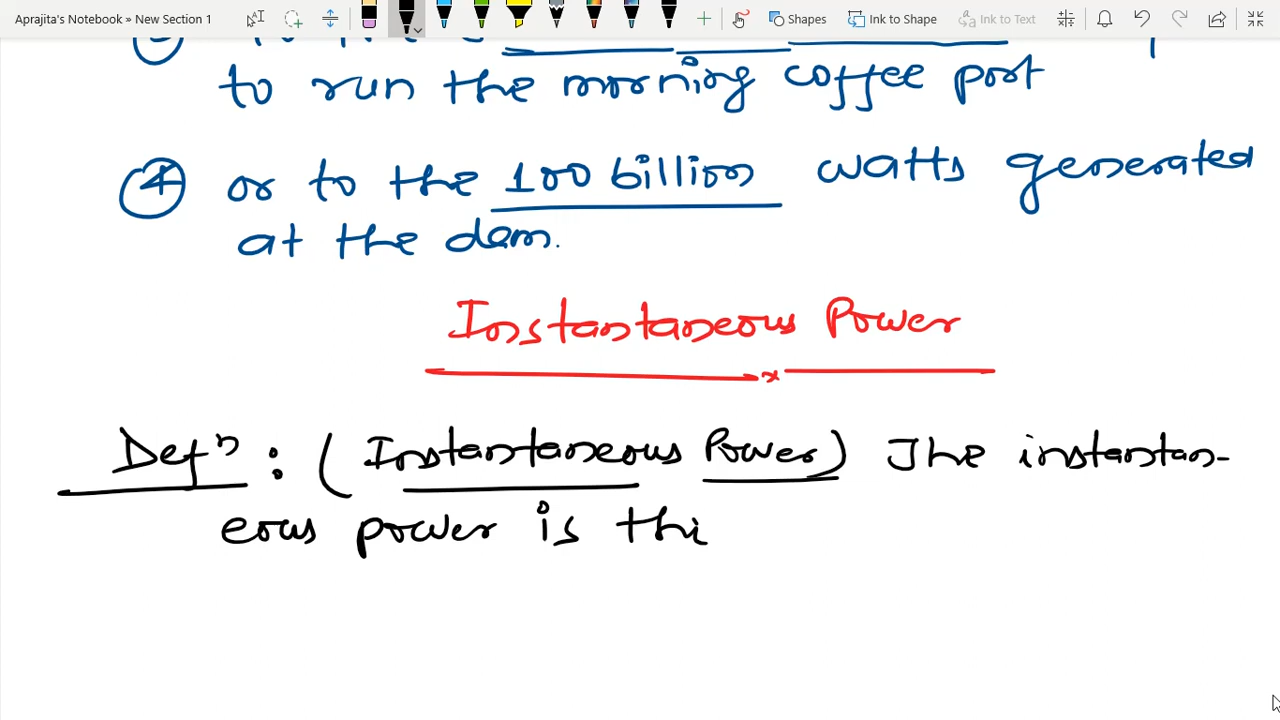 Aprajita's Notebook » New Section 1
Shapes
Ink to Shape
Ink to Text
to run the morning coffee port
④ or to the 100 billion watts generated
at the dam.
Instantaneous Power
Defⁿ : (Instantaneous Power) The instantan-
eous power is thi